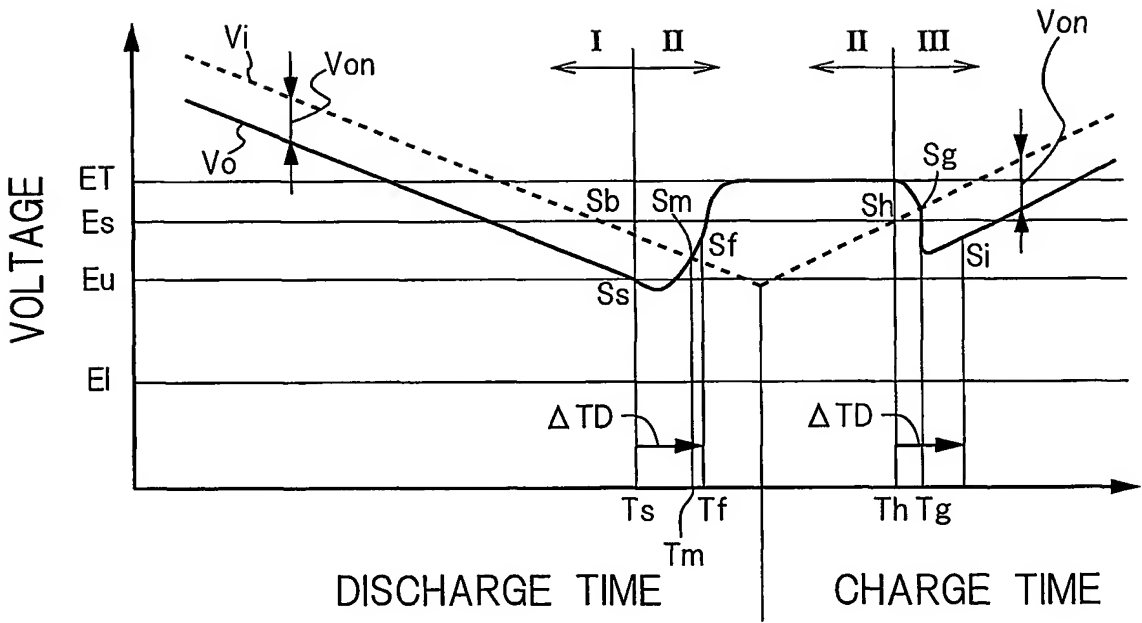 Vi
Von
I
II
II
III
Von
Vo
ET
Es
Eu
El
Sb
Sm
Sf
Ss
Sh
Sg
Si
ΔTD
ΔTD
Ts
Tf
Tm
Th
Tg
VOLTAGE
DISCHARGE TIME
CHARGE TIME